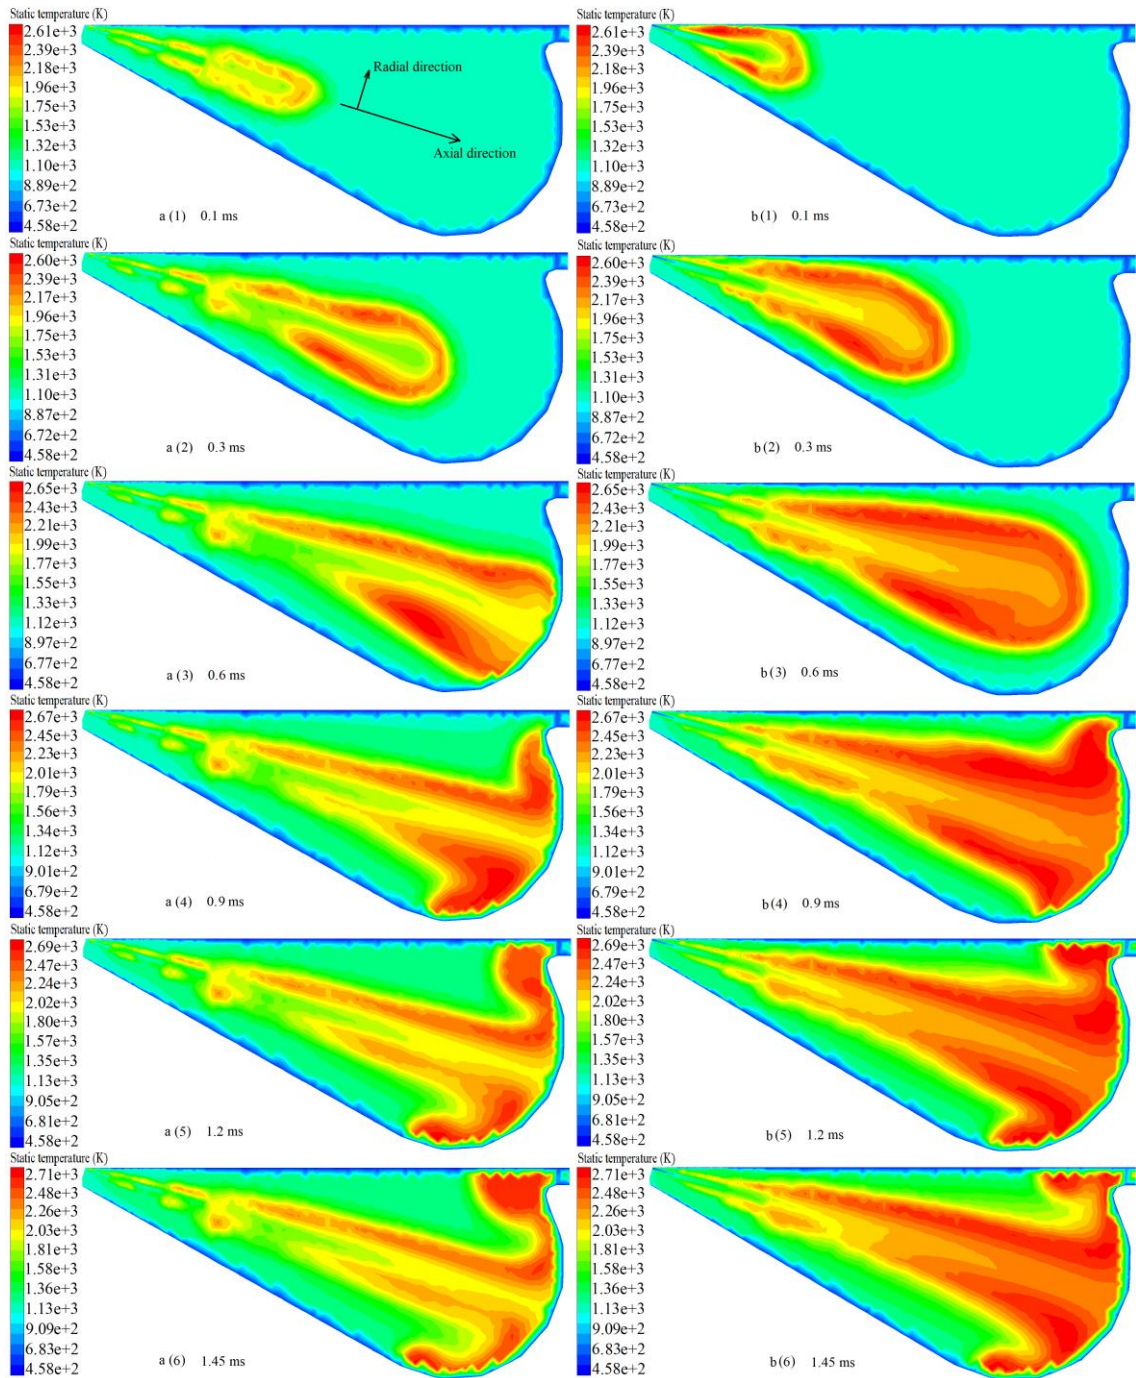 Static temperature (K)
2.61e+3
2.39e+3
2.18e+3
1.96e+3
1.75e+3
1.53e+3
1.32e+3
1.10e+3
8.89e+2
6.73e+2
4.58e+2
Radial direction
Axial direction
a (1) 0.1 ms
Static temperature (K)
2.61e+3
2.39e+3
2.18e+3
1.96e+3
1.75e+3
1.53e+3
1.32e+3
1.10e+3
8.89e+2
6.73e+2
4.58e+2
b (1) 0.1 ms
Static temperature (K)
2.60e+3
2.39e+3
2.17e+3
1.96e+3
1.75e+3
1.53e+3
1.31e+3
1.10e+3
8.87e+2
6.72e+2
4.58e+2
a (2) 0.3 ms
Static temperature (K)
2.60e+3
2.39e+3
2.17e+3
1.96e+3
1.75e+3
1.53e+3
1.31e+3
1.10e+3
8.87e+2
6.72e+2
4.58e+2
b (2) 0.3 ms
Static temperature (K)
2.65e+3
2.43e+3
2.21e+3
1.99e+3
1.77e+3
1.55e+3
1.33e+3
1.12e+3
8.97e+2
6.78e+2
4.58e+2
a (3) 0.6 ms
Static temperature (K)
2.65e+3
2.43e+3
2.21e+3
1.99e+3
1.77e+3
1.55e+3
1.33e+3
1.12e+3
8.97e+2
6.78e+2
4.58e+2
b (3) 0.6 ms
Static temperature (K)
2.67e+3
2.45e+3
2.23e+3
2.01e+3
1.79e+3
1.56e+3
1.34e+3
1.12e+3
9.01e+2
6.79e+2
4.58e+2
a (4) 0.9 ms
Static temperature (K)
2.67e+3
2.45e+3
2.23e+3
2.01e+3
1.79e+3
1.56e+3
1.34e+3
1.12e+3
9.01e+2
6.79e+2
4.58e+2
b (4) 0.9 ms
Static temperature (K)
2.69e+3
2.47e+3
2.24e+3
2.02e+3
1.80e+3
1.57e+3
1.35e+3
1.13e+3
9.05e+2
6.81e+2
4.58e+2
a (5) 1.2 ms
Static temperature (K)
2.69e+3
2.47e+3
2.24e+3
2.02e+3
1.80e+3
1.57e+3
1.35e+3
1.13e+3
9.05e+2
6.81e+2
4.58e+2
b (5) 1.2 ms
Static temperature (K)
2.71e+3
2.48e+3
2.26e+3
2.03e+3
1.81e+3
1.58e+3
1.36e+3
1.13e+3
9.09e+2
6.83e+2
4.58e+2
a (6) 1.45 ms
Static temperature (K)
2.71e+3
2.48e+3
2.26e+3
2.03e+3
1.81e+3
1.58e+3
1.36e+3
1.13e+3
9.09e+2
6.83e+2
4.58e+2
b (6) 1.45 ms